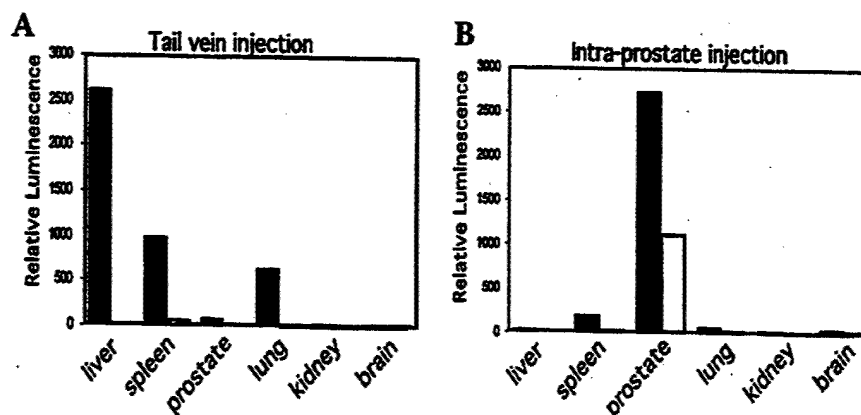 A
Tail vein injection
Relative Luminescence
3000
2500
2000
1500
1000
500
0
liver
spleen
prostate
lung
kidney
brain
B
Intra-prostate injection
Relative Luminescence
3000
2500
2000
1500
1000
500
0
liver
spleen
prostate
lung
kidney
brain